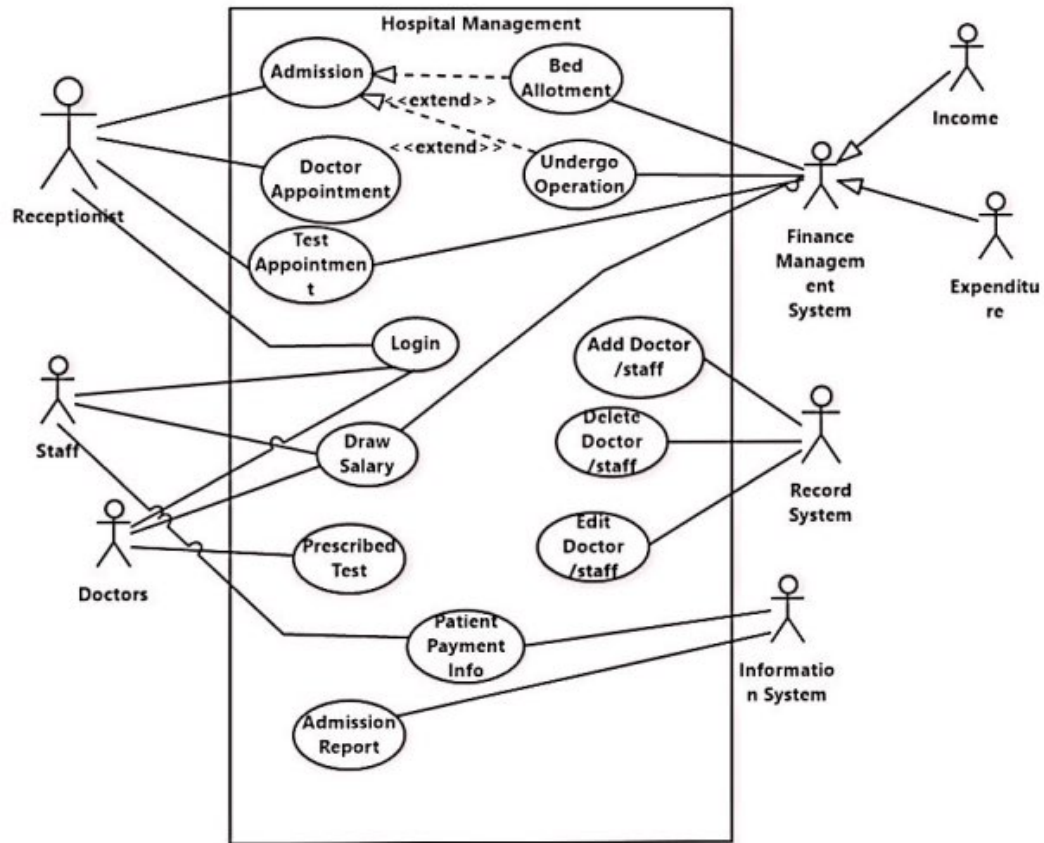 Hospital Management
Admission
Bed
Allotment
<<extend>>
<<extend>>
Doctor
Appointment
Undergo
Operation
Test
Appointmen
t
Login
Draw
Salary
Prescribed
Test
Add Doctor
/staff
Delete
Doctor
/staff
Edit
Doctor
/staff
Patient
Payment
Info
Admission
Report
Receptionist
Staff
Doctors
Income
Finance
Managem
ent
System
Expenditu
re
Record
System
Informatio
n System